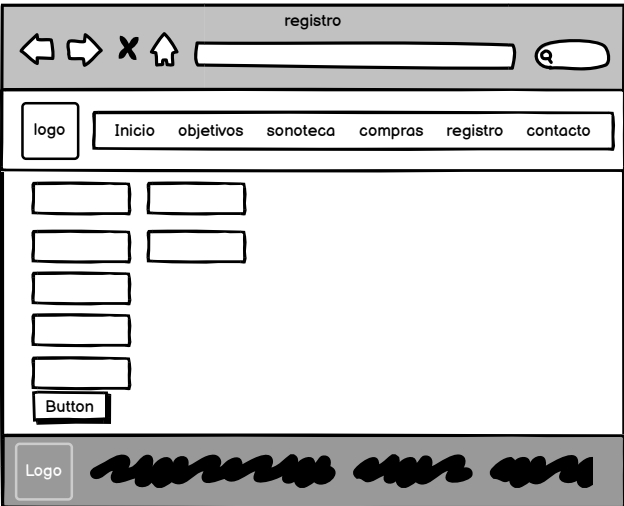 registro
logo
Inicio objetivos sonoteca compras registro contacto
Button
Logo